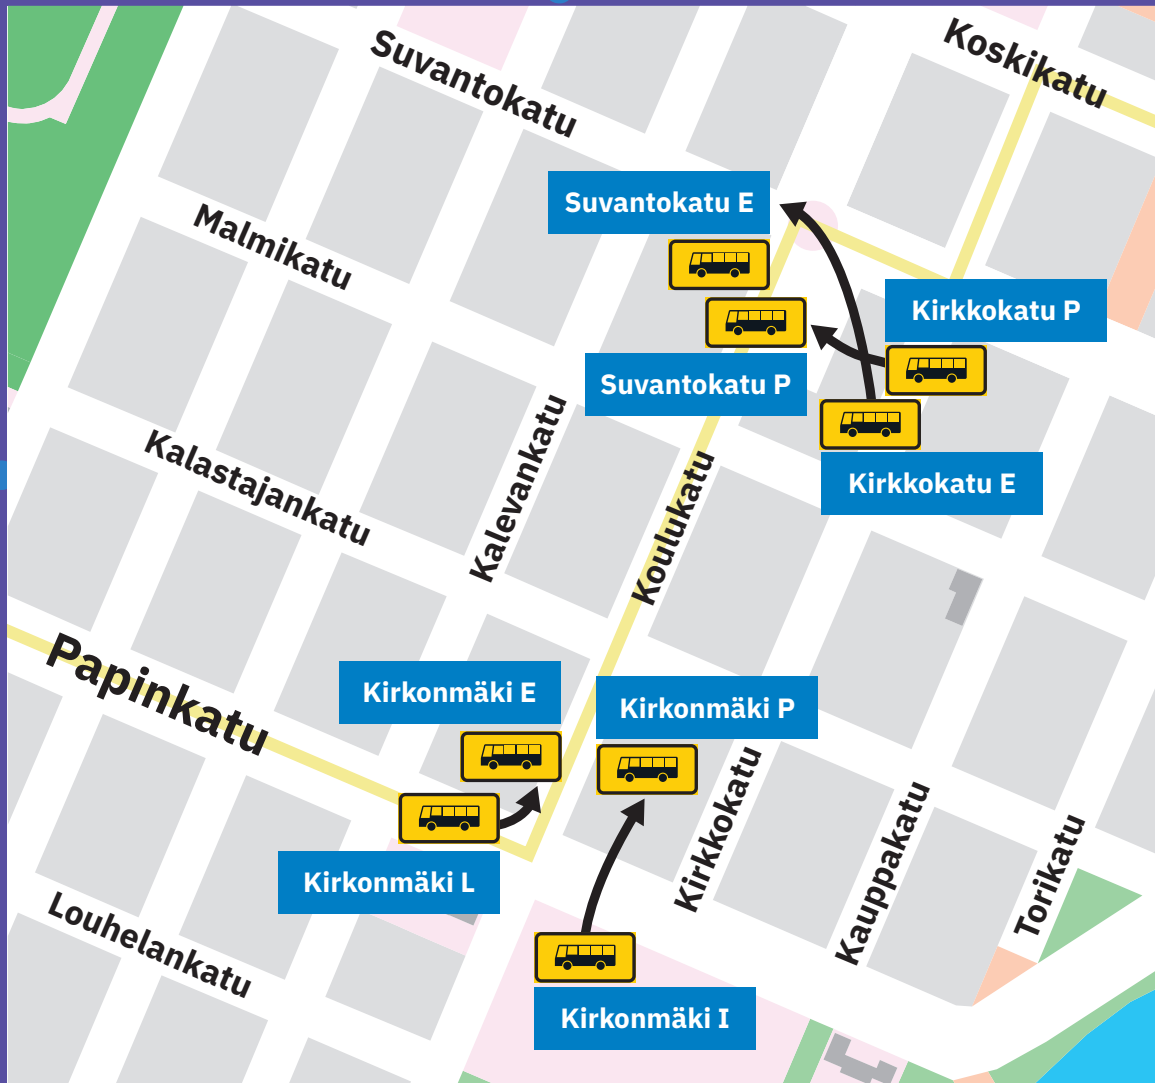 Koskikatu
Suvantokatu
Suvantokatu E
Malmikatu
Kirkkokatu P
Suvantokatu P
Kalevankatu
Kalastajankatu
Koulukatu
Kirkkokatu E
Papinkatu
Kirkonmäki E
Kirkonmäki P
Kirkkokatu
Kauppakatu
Torikatu
Kirkonmäki L
Louhelankatu
Kirkonmäki I